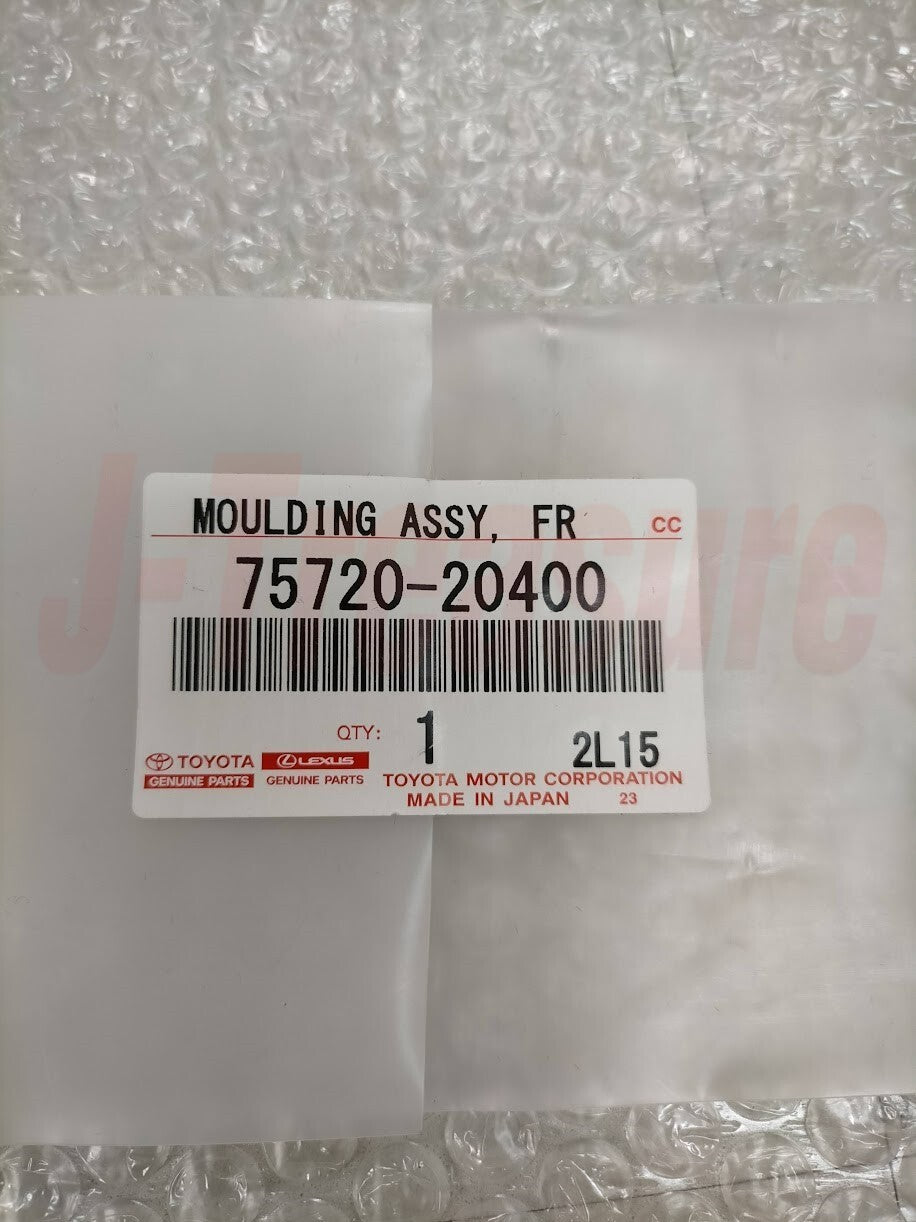 MOULDING ASSY, FR CC
75720-20400
QTY: 1 2L15
TOYOTA LEXUS
GENUINE PARTS GENUINE PARTS TOYOTA MOTOR CORPORATION
MADE IN JAPAN 23
J-Treasure